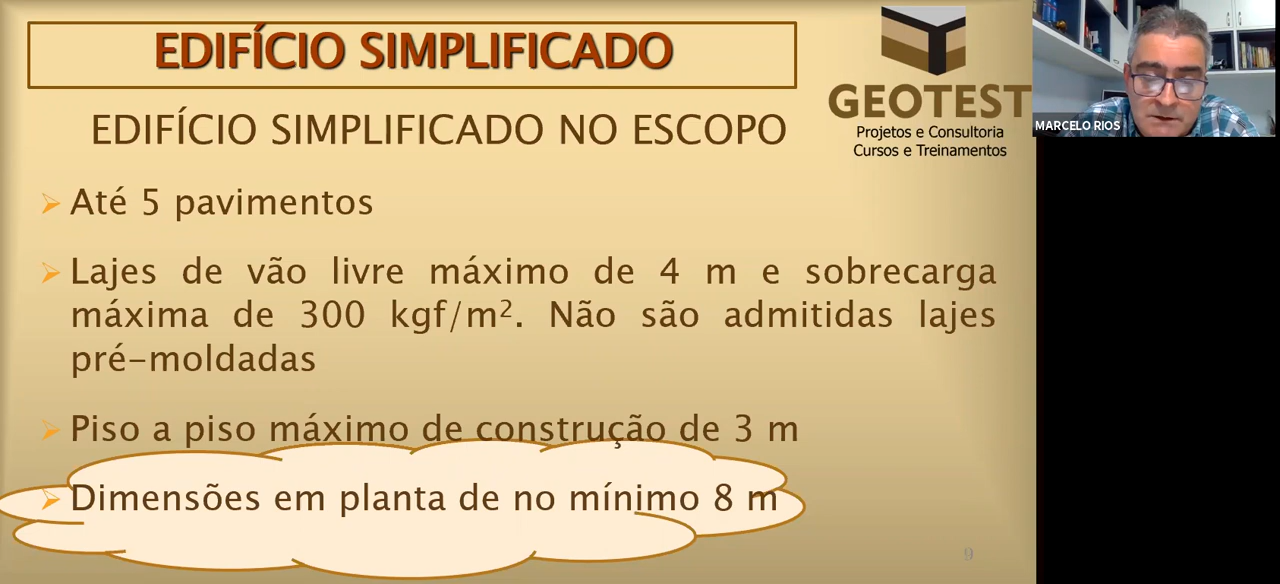 EDIFÍCIO SIMPLIFICADO
EDIFÍCIO SIMPLIFICADO NO ESCOPO
GEOTEST
Projetos e Consultoria
Cursos e Treinamentos
MARCELO RIOS
Até 5 pavimentos
Lajes de vão livre máximo de 4 m e sobrecarga
máxima de 300 kgf/m². Não são admitidas lajes
pré-moldadas
Piso a piso máximo de construção de 3 m
Dimensões em planta de no mínimo 8 m
9